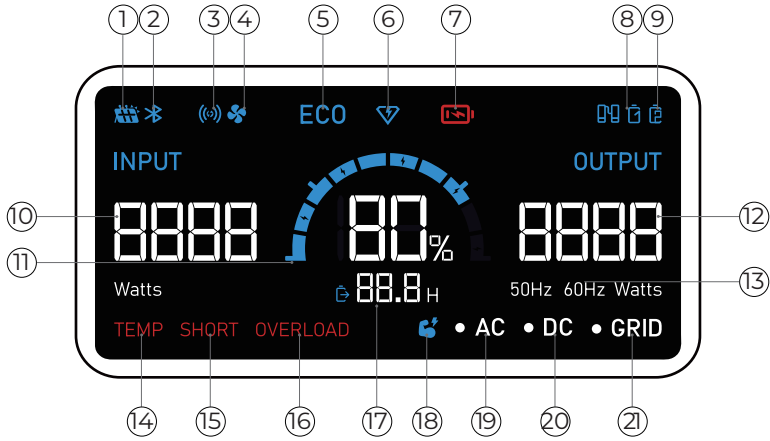 1 2 3 4 5 6 7 8 9
ECO
INPUT OUTPUT
10 8888 80% 8888 12
11 13
Watts 88.8 H 50Hz 60Hz Watts
TEMP SHORT OVERLOAD AC DC GRID
14 15 16 17 18 19 20 21